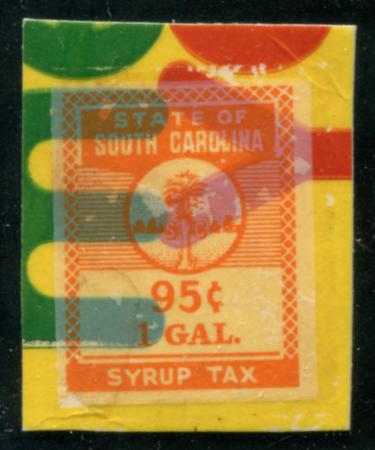 STATE OF
SOUTH CAROLINA
S C
95¢
1 GAL.
SYRUP TAX